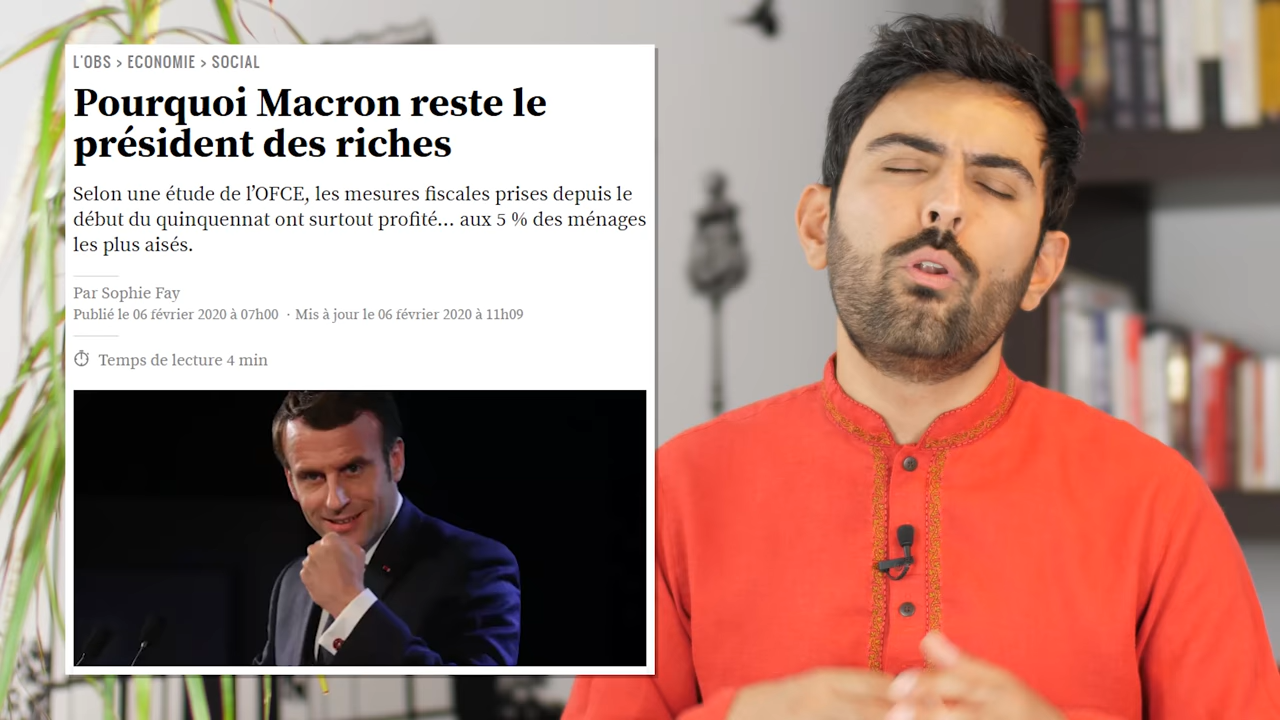 L'OBS > ECONOMIE > SOCIAL
Pourquoi Macron reste le
président des riches
Selon une étude de l’OFCE, les mesures fiscales prises depuis le
début du quinquennat ont surtout profité... aux 5 % des ménages
les plus aisés.
Par Sophie Fay
Publié le 06 février 2020 à 07h00 · Mis à jour le 06 février 2020 à 11h09
Temps de lecture 4 min